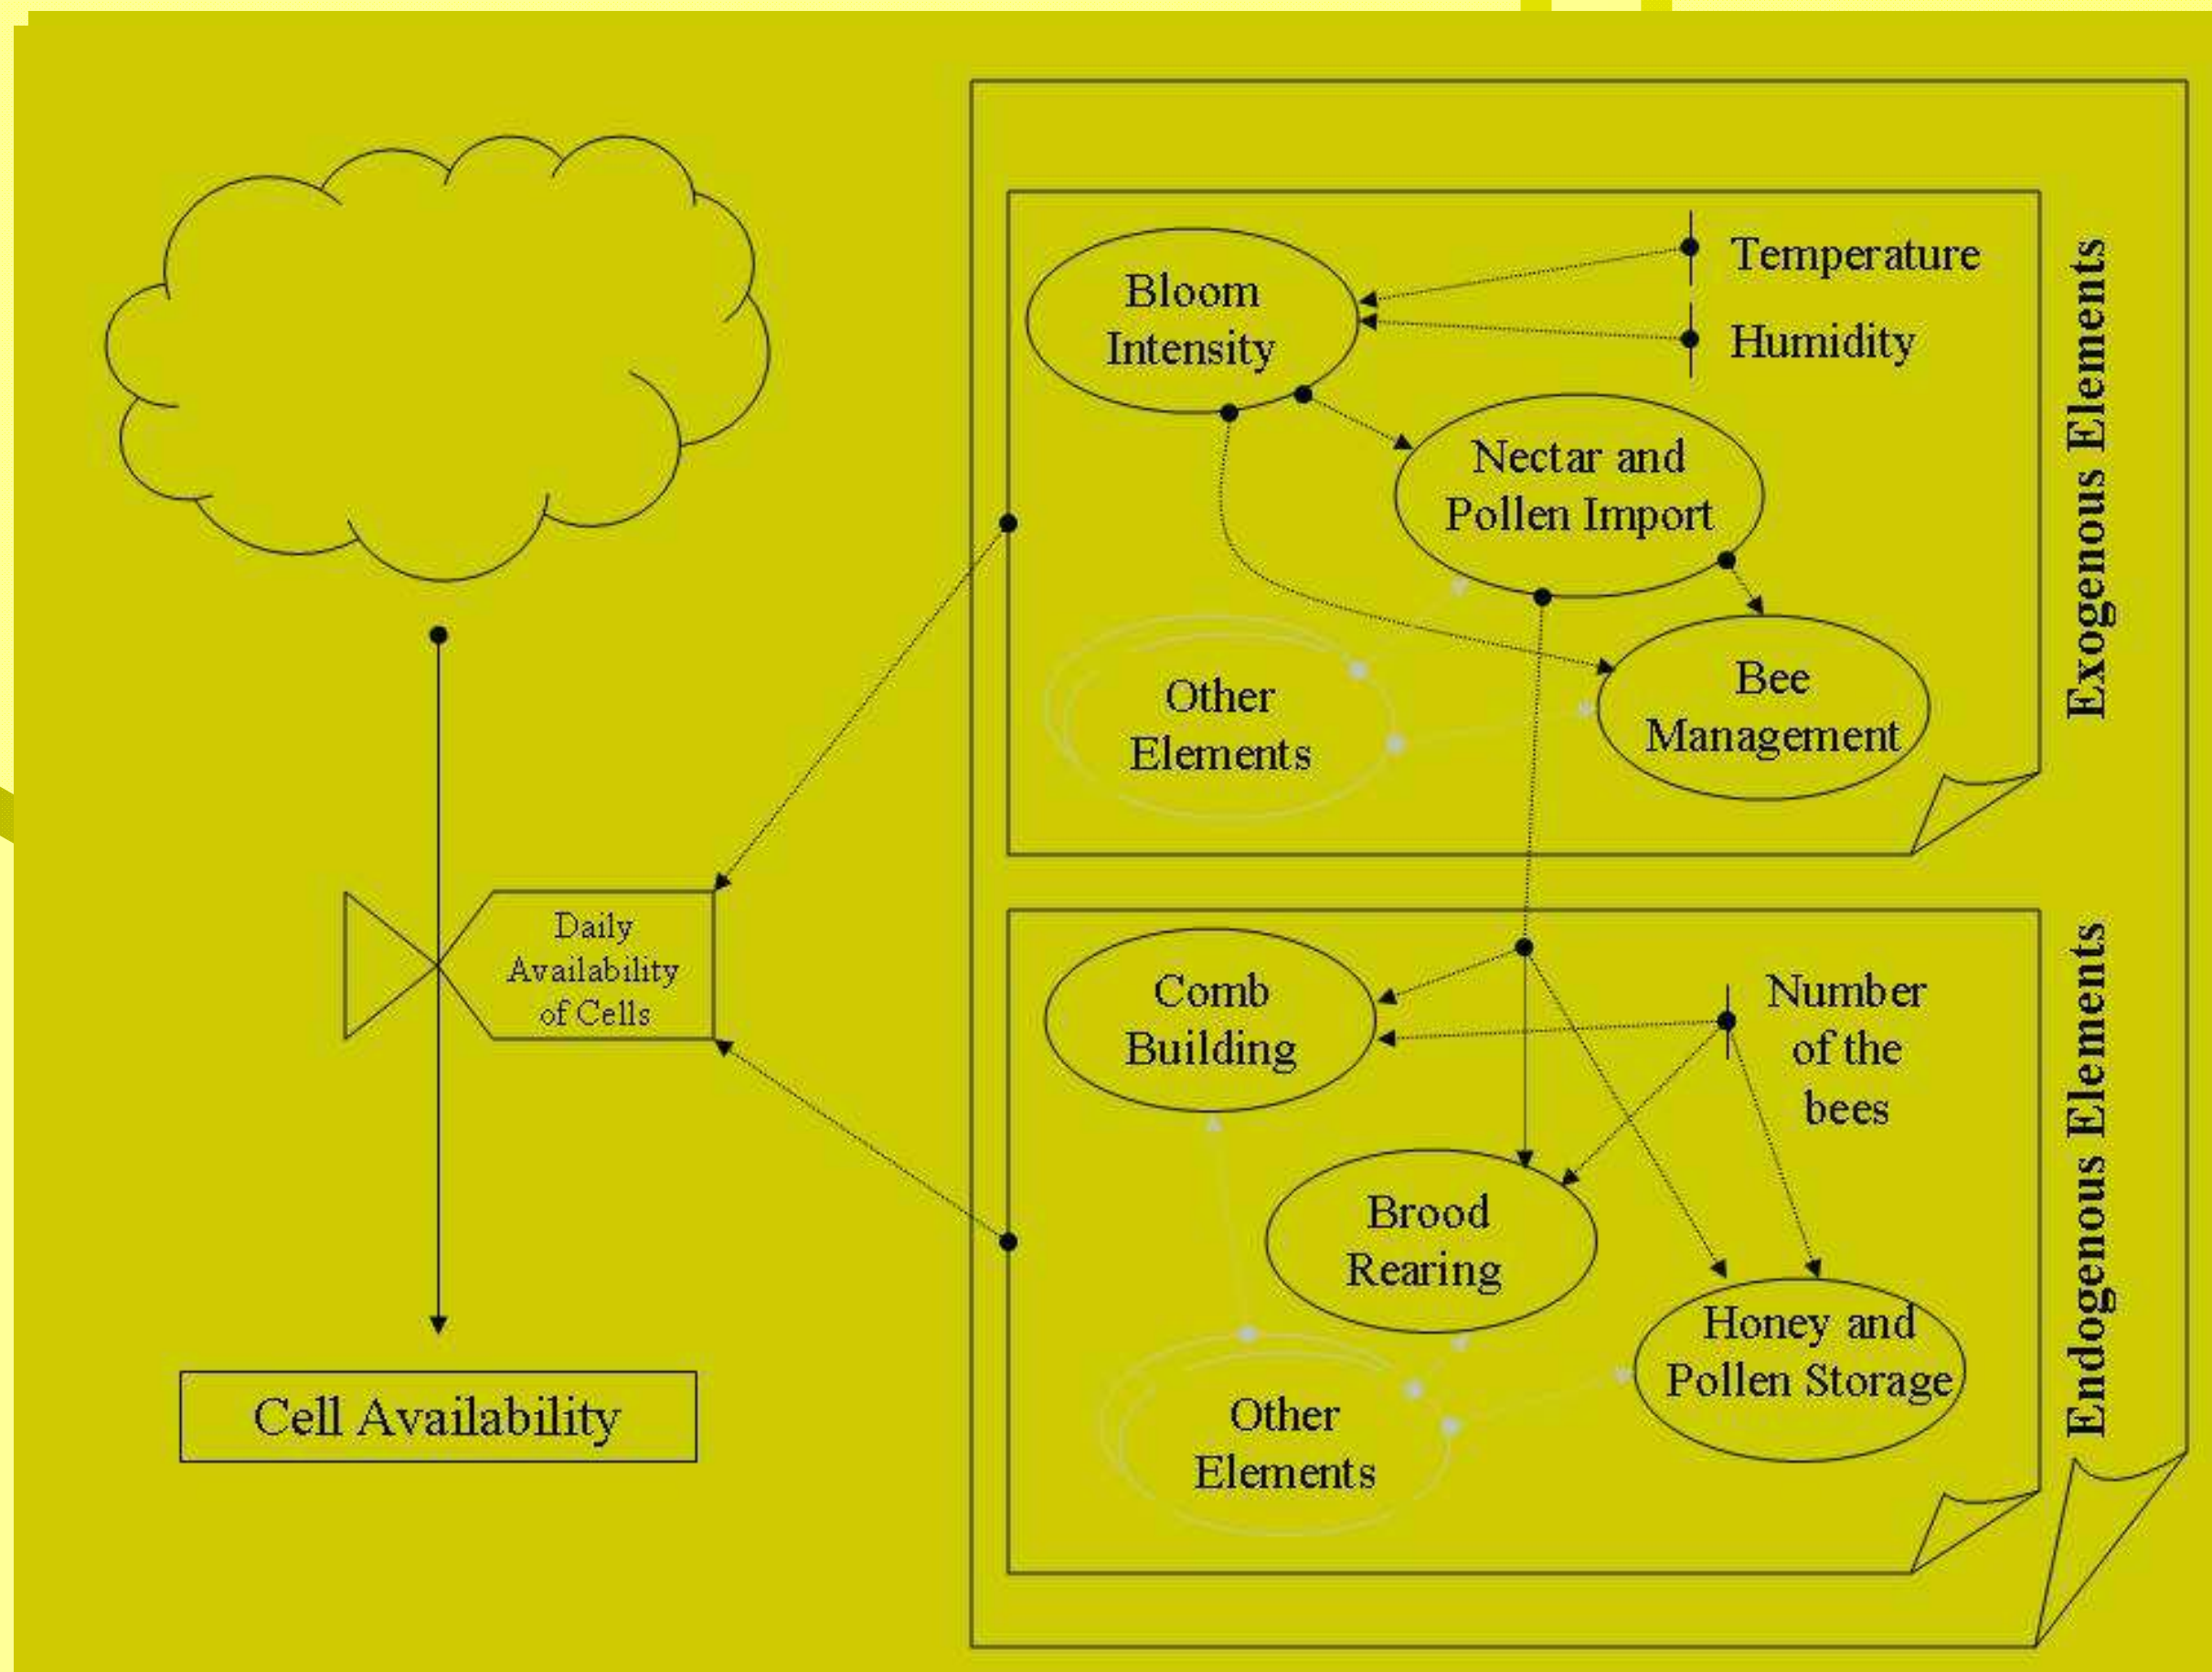 Bloom
Intensity
Temperature
Humidity
Nectar and
Pollen Import
Other
Elements
Bee
Management
Exogenous Elements
Daily
Availability
of Cells
Comb
Building
Number
of the
bees
Brood
Rearing
Honey and
Pollen Storage
Other
Elements
Endogenous Elements
Cell Availability